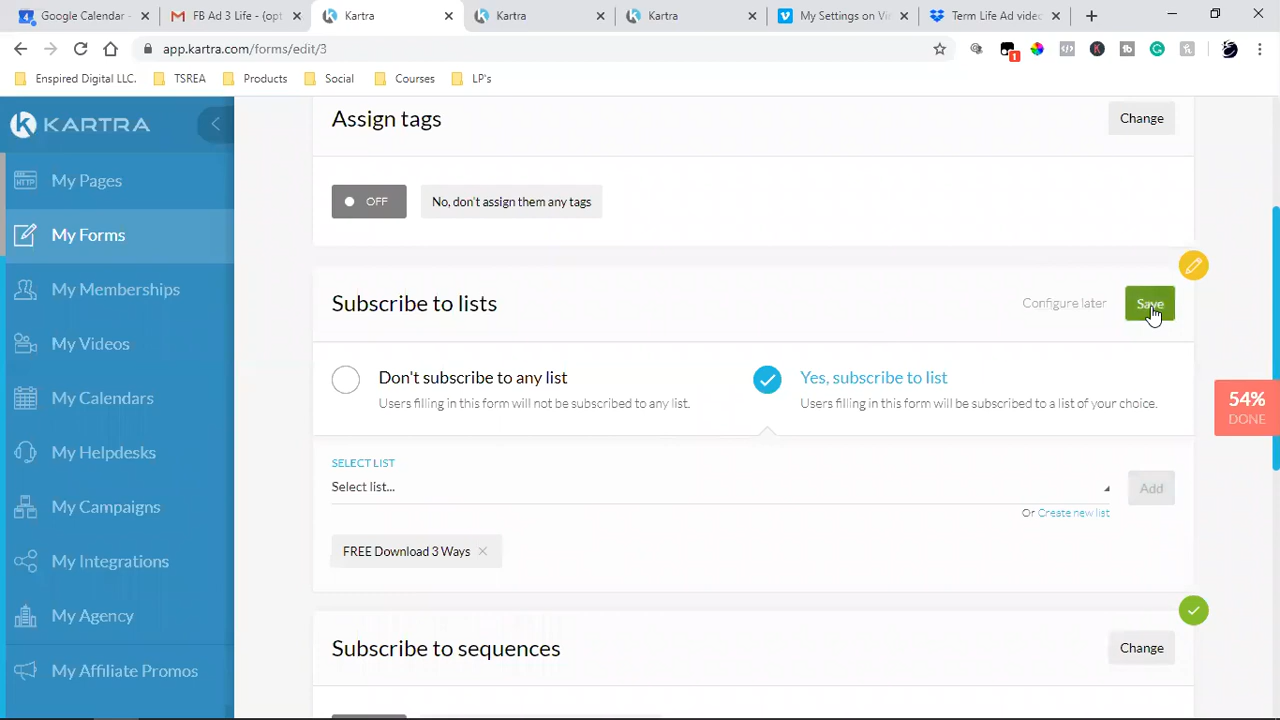 Google Calendar -
FB Ad 3 Life - (opt
Kartra
Kartra
Kartra
My Settings on Vi
Term Life Ad video
app.kartra.com/forms/edit/3
Enspired Digital LLC.
TSREA
Products
Social
Courses
LP's
KARTRA
My Pages
My Forms
My Memberships
My Videos
My Calendars
My Helpdesks
My Campaigns
My Integrations
My Agency
My Affiliate Promos
Assign tags
Change
OFF
No, don't assign them any tags
Subscribe to lists
Configure later
Save
Don't subscribe to any list
Users filling in this form will not be subscribed to any list.
Yes, subscribe to list
Users filling in this form will be subscribed to a list of your choice.
SELECT LIST
Select list...
Add
Or Create new list
FREE Download 3 Ways
54%
DONE
Subscribe to sequences
Change